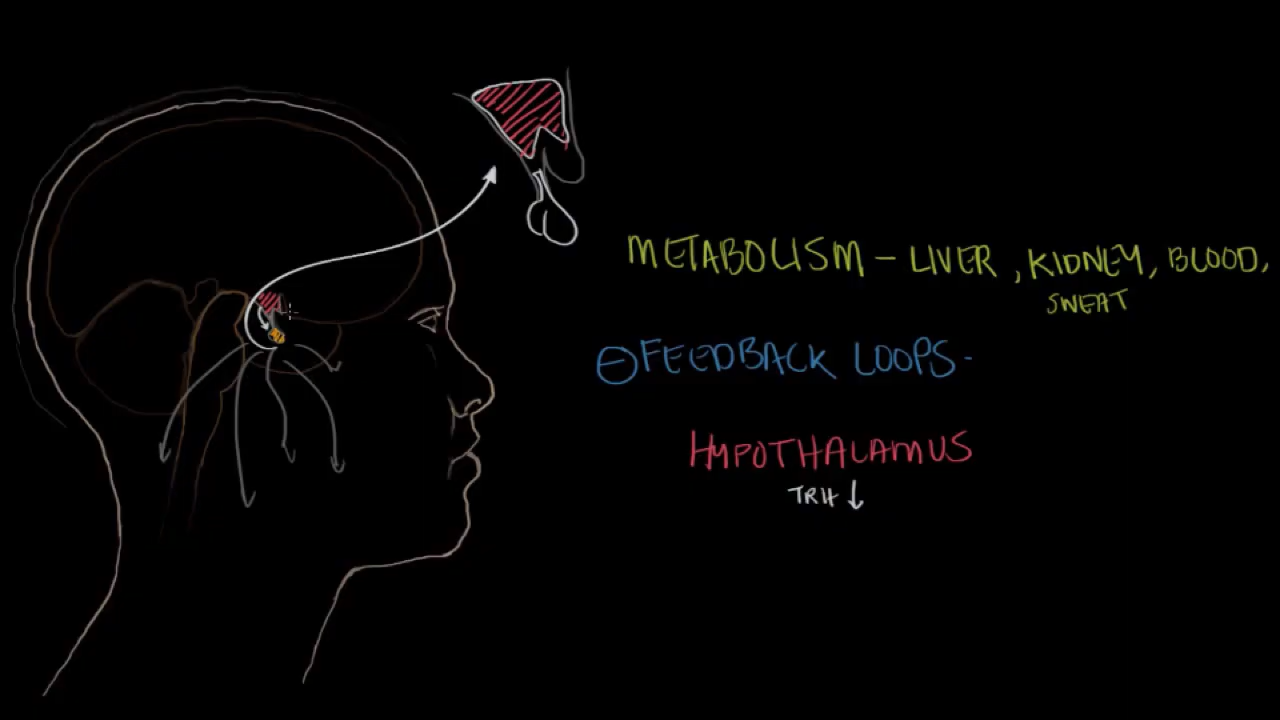 METABOLISM - LIVER, KIDNEY, BLOOD,
SWEAT
⊖FEEDBACK LOOPS-
HYPOTHALAMUS
TRH ↓